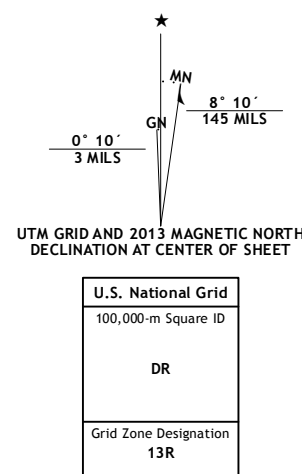 MN
8° 10´
145 MILS
GN
0° 10´
3 MILS
UTM GRID AND 2013 MAGNETIC NORTH
DECLINATION AT CENTER OF SHEET
U.S. National Grid
100,000-m Square ID
DR
Grid Zone Designation
13R